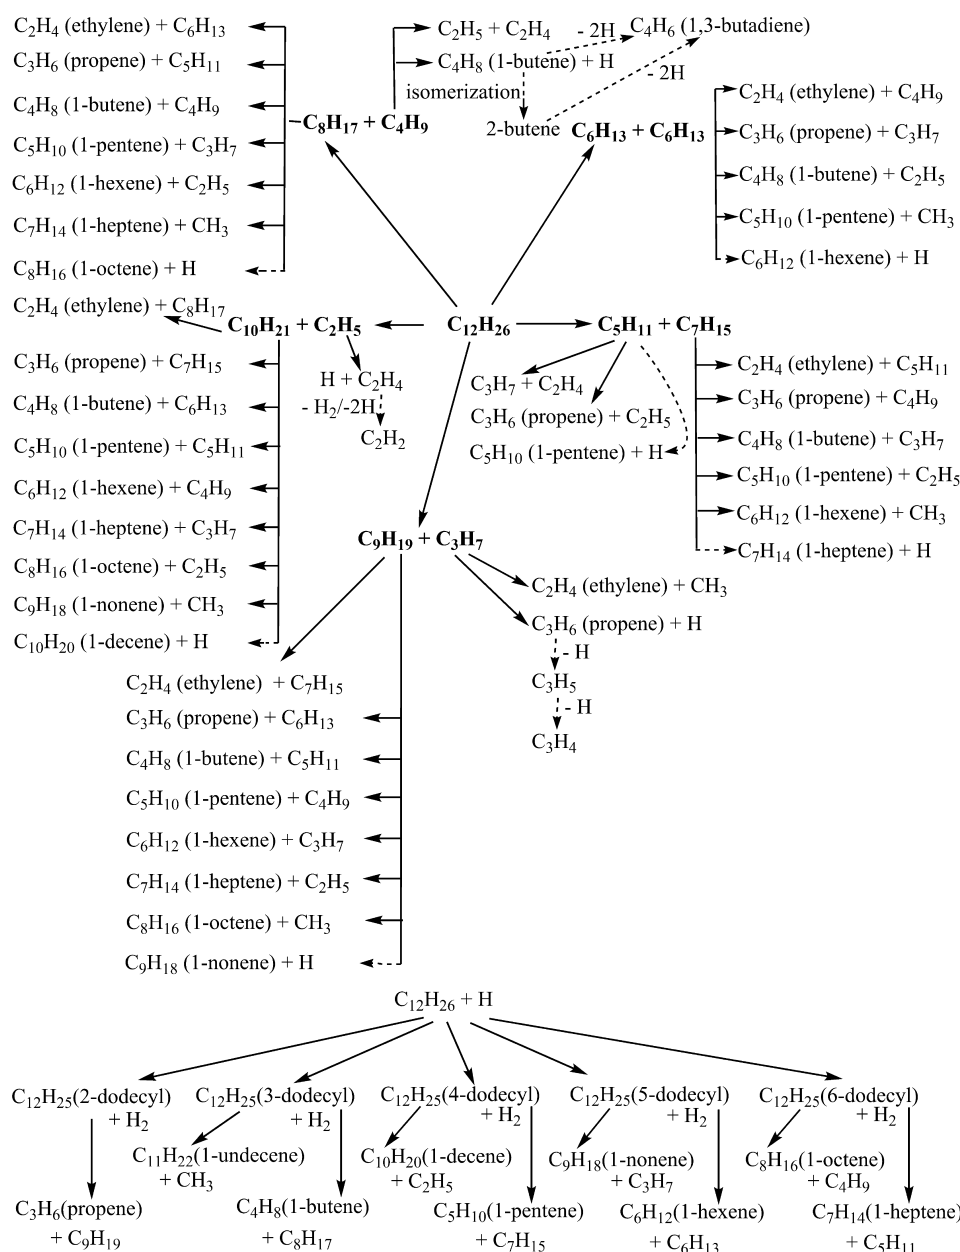 C2H4 (ethylene) + C6H13
C3H6 (propene) + C5H11
C4H8 (1-butene) + C4H9
C5H10 (1-pentene) + C3H7
C6H12 (1-hexene) + C2H5
C7H14 (1-heptene) + CH3
C8H16 (1-octene) + H
C8H17 + C4H9
C2H5 + C2H4
C4H8 (1-butene) + H
isomerization
2-butene
- 2H
C4H6 (1,3-butadiene)
- 2H
C6H13 + C6H13
C2H4 (ethylene) + C4H9
C3H6 (propene) + C3H7
C4H8 (1-butene) + C2H5
C5H10 (1-pentene) + CH3
C6H12 (1-hexene) + H
C2H4 (ethylene) + C8H17
C10H21 + C2H5
C12H26
C5H11 + C7H15
C3H6 (propene) + C7H15
C4H8 (1-butene) + C6H13
C5H10 (1-pentene) + C5H11
C6H12 (1-hexene) + C4H9
C7H14 (1-heptene) + C3H7
C8H16 (1-octene) + C2H5
C9H18 (1-nonene) + CH3
C10H20 (1-decene) + H
H + C2H4
- H2/-2H
C2H2
C3H7 + C2H4
C3H6 (propene) + C2H5
C5H10 (1-pentene) + H
C2H4 (ethylene) + C5H11
C3H6 (propene) + C4H9
C4H8 (1-butene) + C3H7
C5H10 (1-pentene) + C2H5
C6H12 (1-hexene) + CH3
C7H14 (1-heptene) + H
C9H19 + C3H7
C2H4 (ethylene) + CH3
C3H6 (propene) + H
- H
C3H5
- H
C3H4
C2H4 (ethylene) + C7H15
C3H6 (propene) + C6H13
C4H8 (1-butene) + C5H11
C5H10 (1-pentene) + C4H9
C6H12 (1-hexene) + C3H7
C7H14 (1-heptene) + C2H5
C8H16 (1-octene) + CH3
C9H18 (1-nonene) + H
C12H26 + H
C12H25(2-dodecyl)
+ H2
C12H25(3-dodecyl)
+ H2
C12H25(4-dodecyl)
+ H2
C12H25(5-dodecyl)
+ H2
C12H25(6-dodecyl)
+ H2
C11H22(1-undecene)
+ CH3
C10H20(1-decene)
+ C2H5
C9H18(1-nonene)
+ C3H7
C8H16(1-octene)
+ C4H9
C3H6(propene)
+ C9H19
C4H8(1-butene)
+ C8H17
C5H10(1-pentene)
+ C7H15
C6H12(1-hexene)
+ C6H13
C7H14(1-heptene)
+ C5H11